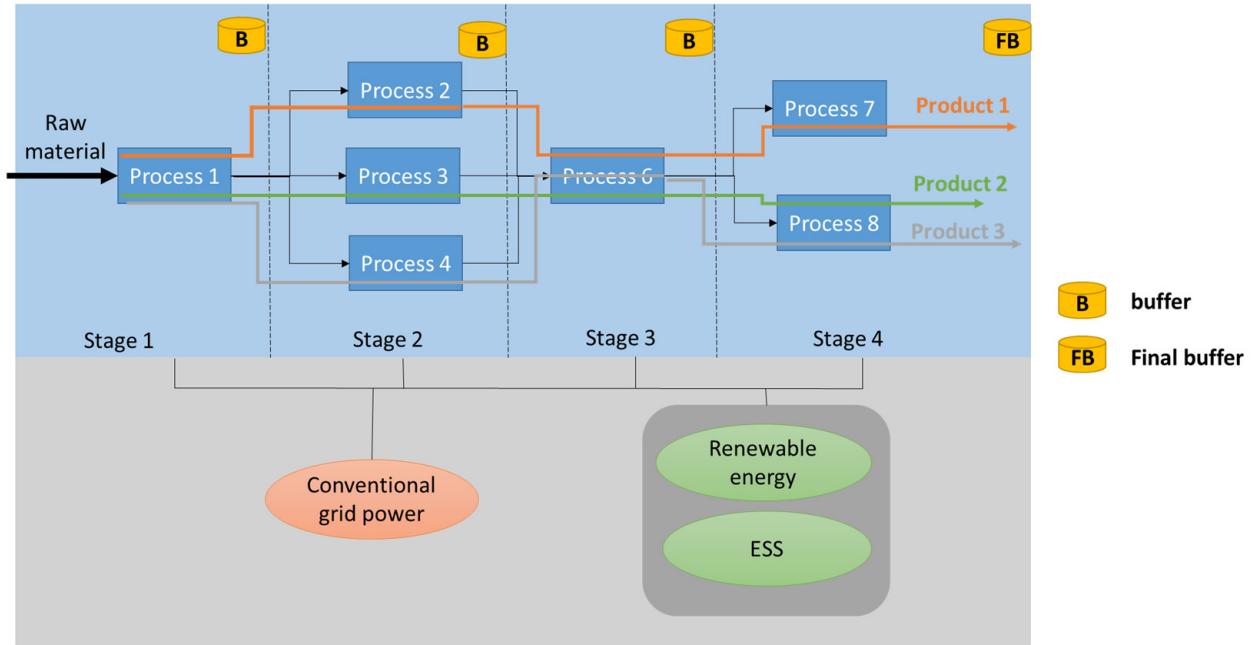 B
B
B
FB
Process 2
Process 7
Product 1
Raw
material
Process 1
Process 3
Process 6
Product 2
Process 8
Product 3
Process 4
B
buffer
Stage 1
Stage 2
Stage 3
Stage 4
FB
Final buffer
Renewable
energy
Conventional
grid power
ESS